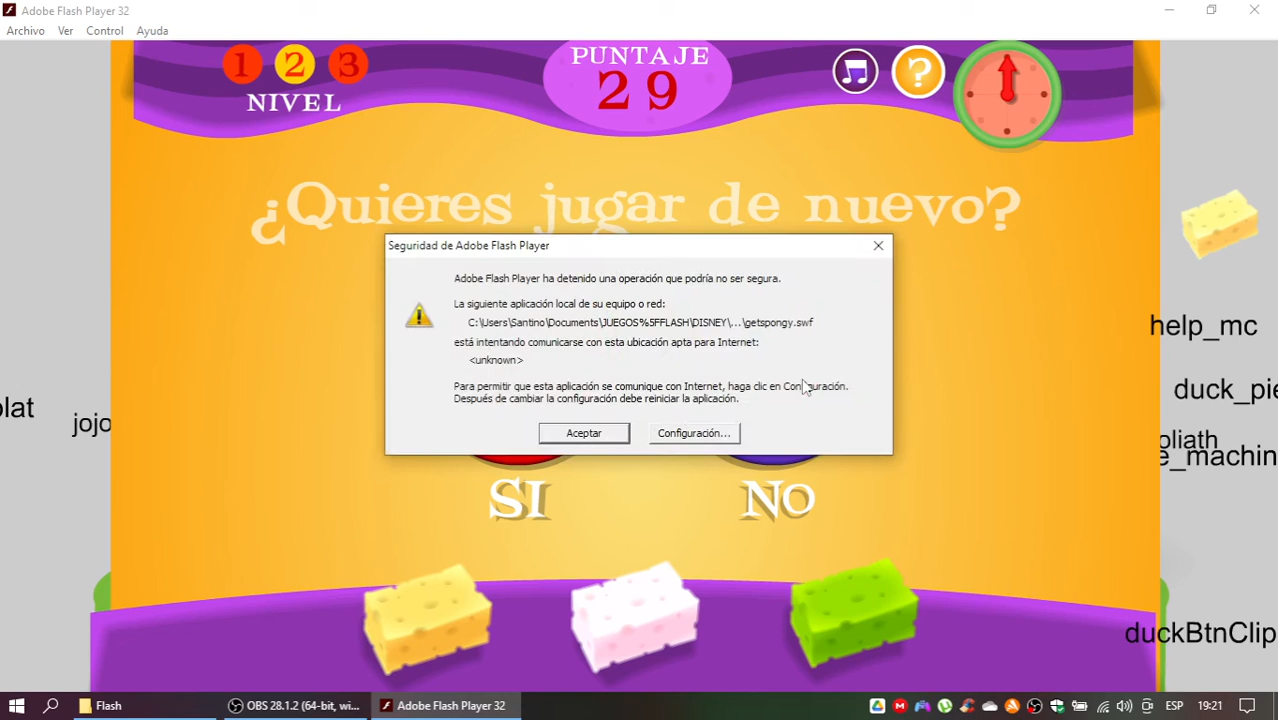 Adobe Flash Player 32
Archivo Ver Control Ayuda
1 2 3
NIVEL
PUNTAJE
29
?
¿Quieres jugar de nuevo?
Seguridad de Adobe Flash Player
Adobe Flash Player ha detenido una operación que podría no ser segura.
La siguiente aplicación local de su equipo o red:
C:\Users\Santino\Documents\JUEGOS%5FFLASH\DISNEY\...\getspongy.swf
está intentando comunicarse con esta ubicación apta para Internet:
<unknown>
Para permitir que esta aplicación se comunique con Internet, haga clic en Configuración.
Después de cambiar la configuración debe reiniciar la aplicación.
Aceptar Configuración...
SI NO
help_mc
duck_pie
plat
jojo
oliath
e_machin
duckBtnClip
Flash
OBS 28.1.2 (64-bit, wi...
Adobe Flash Player 32
ESP
19:21